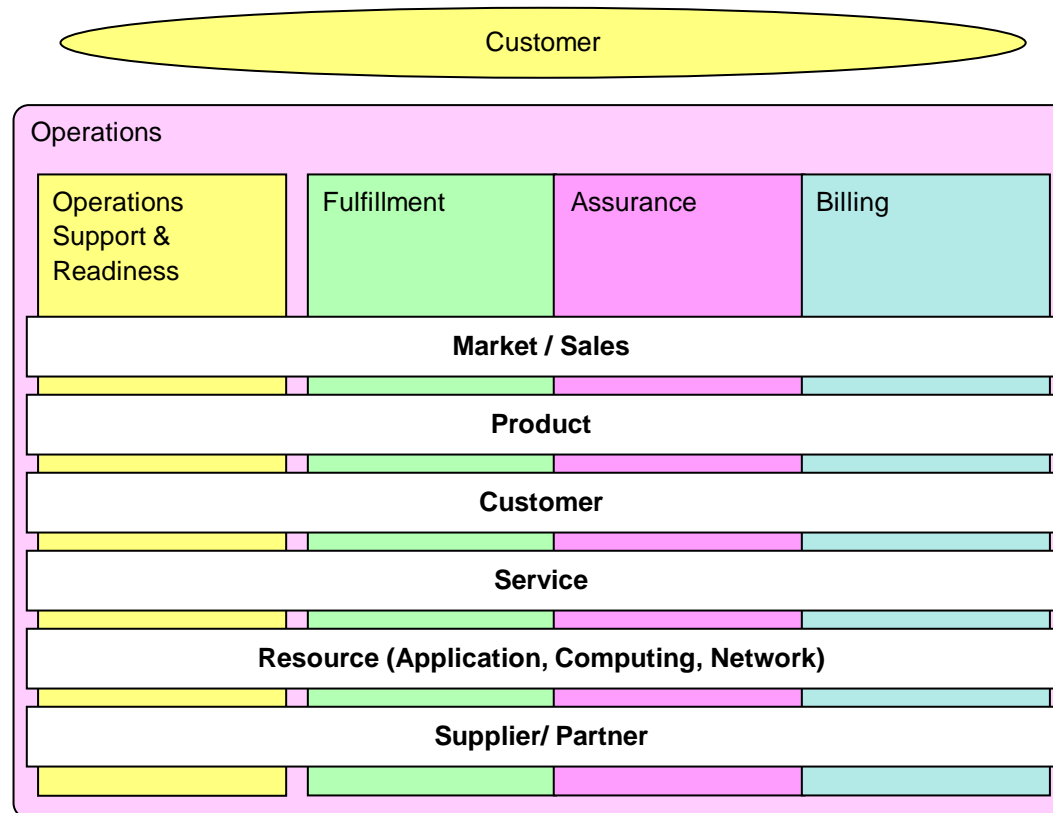 Customer
Operations
Operations
Support &
Readiness
Fulfillment
Assurance
Billing
Market / Sales
Product
Customer
Service
Resource (Application, Computing, Network)
Supplier/ Partner